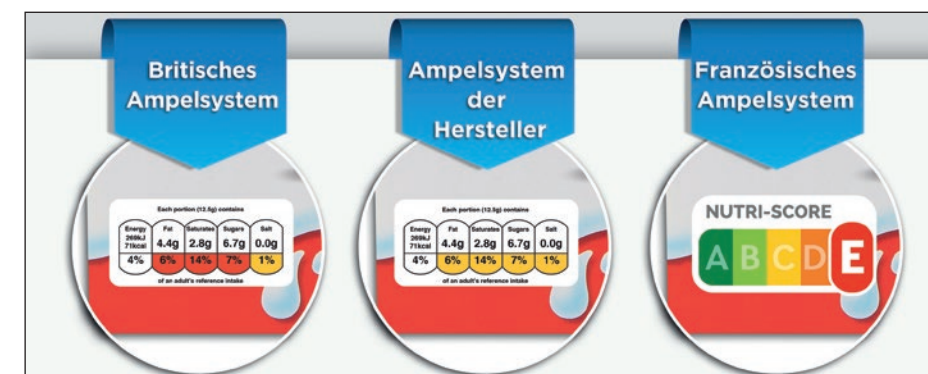 Britisches
Ampelsystem
Each portion (12.5g) contains
Energy Fat Saturates Sugars Salt
269kJ
71kcal
4.4g 2.8g 6.7g 0.0g
4% 6% 14% 7% 1%
of an adult's reference intake
Ampelsystem
der
Hersteller
Each portion (12.5g) contains
Energy Fat Saturates Sugars Salt
269kJ
71kcal
4.4g 2.8g 6.7g 0.0g
4% 6% 14% 7% 1%
of an adult's reference intake
Französisches
Ampelsystem
NUTRI-SCORE
A B C D E